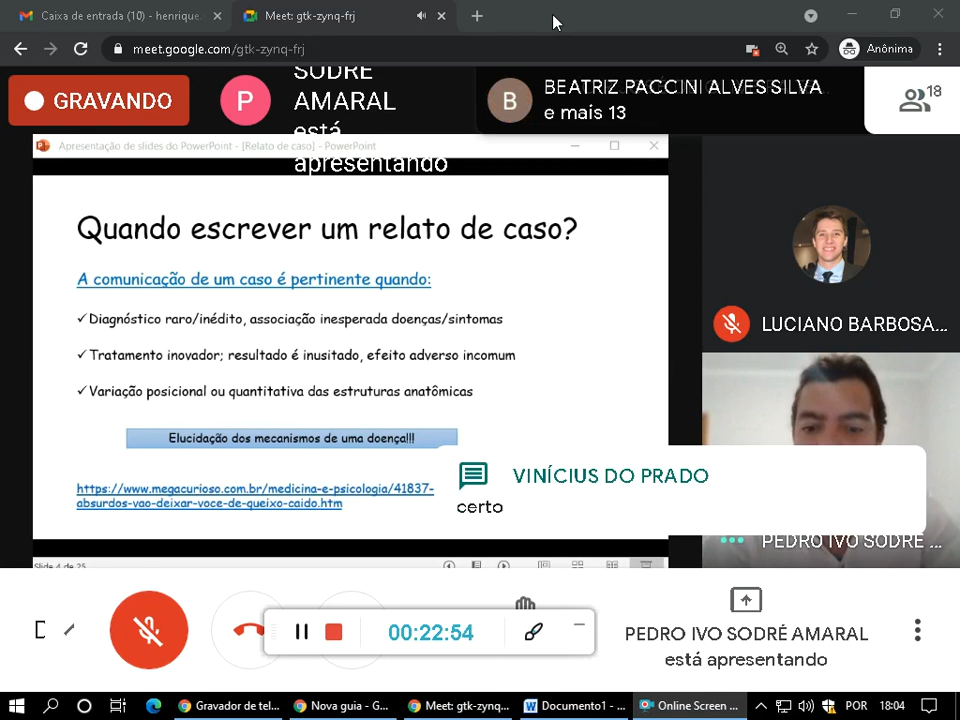 Caixa de entrada (10) - henrique.
Meet: gtk-zynq-frj
meet.google.com/gtk-zynq-frj
Anônima
GRAVANDO
P
SODRÉ
AMARAL
está
apresentando
B
BEATRIZ PACCINI ALVES SILVA
e mais 13
18
Apresentação de slides do PowerPoint - [Relato de caso] - PowerPoint
Quando escrever um relato de caso?
A comunicação de um caso é pertinente quando:
✓Diagnóstico raro/inédito, associação inesperada doenças/sintomas
✓Tratamento inovador; resultado é inusitado, efeito adverso incomum
✓Variação posicional ou quantitativa das estruturas anatômicas
Elucidação dos mecanismos de uma doença!!!
https://www.megacurioso.com.br/medicina-e-psicologia/41837-
absurdos-vao-deixar-voce-de-queixo-caido.htm
Slide 4 de 25
LUCIANO BARBOSA...
VINÍCIUS DO PRADO
certo
PEDRO IVO SODRÉ ...
00:22:54
PEDRO IVO SODRÉ AMARAL
está apresentando
Gravador de tel...
Nova guia - G...
Meet: gtk-zynq...
Documento1 - ...
Online Screen ...
POR
18:04